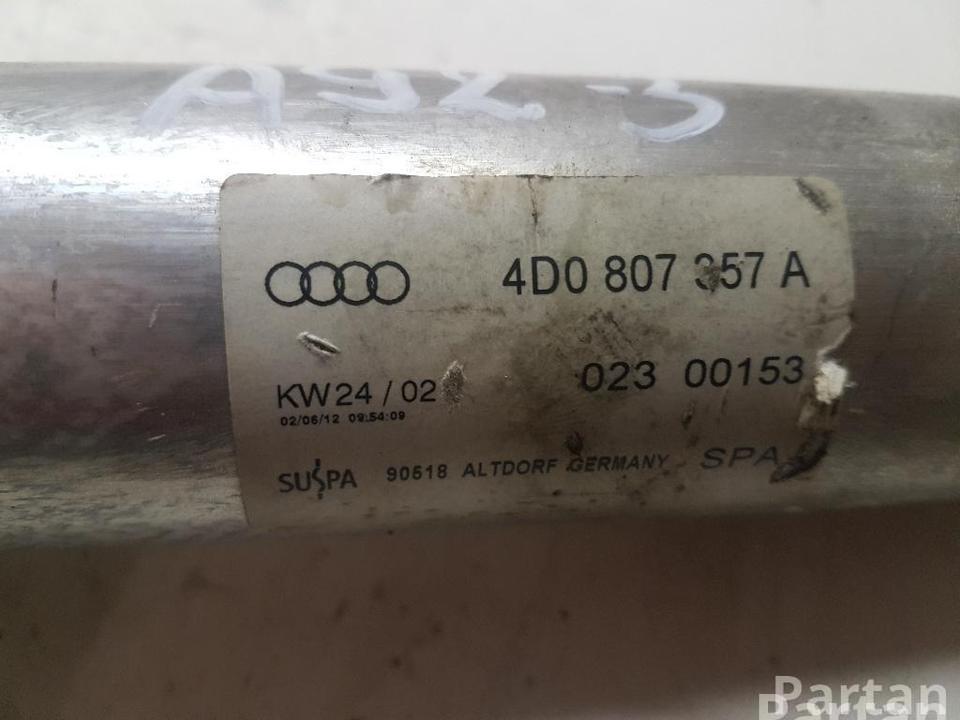 A92-3
4D0 807 357 A
KW24 / 02 023 00153
02/06/12 09:54:09
SUSPA 90518 ALTDORF GERMANY SPA
Partan